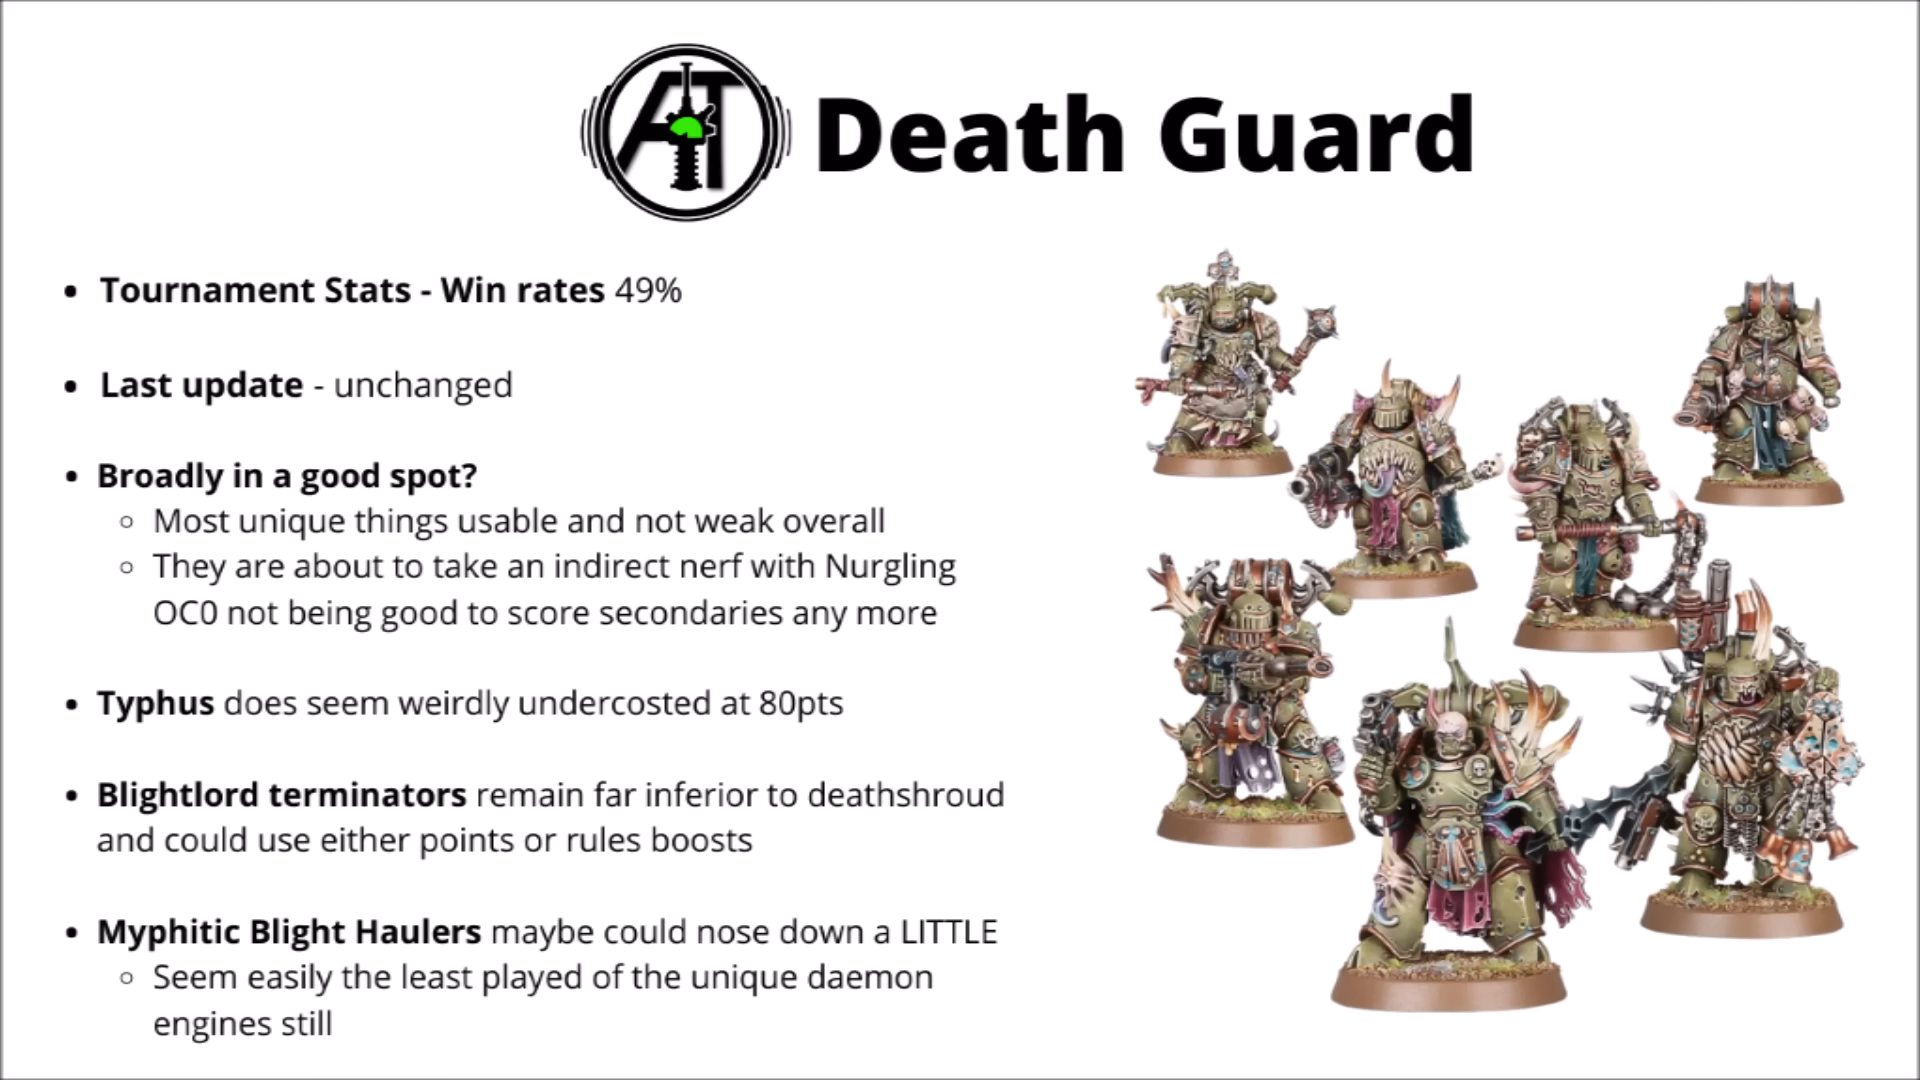 AT
Death Guard
• Tournament Stats - Win rates 49%
• Last update - unchanged
• Broadly in a good spot?
◦ Most unique things usable and not weak overall
◦ They are about to take an indirect nerf with Nurgling
OC0 not being good to score secondaries any more
• Typhus does seem weirdly undercosted at 80pts
• Blightlord terminators remain far inferior to deathshroud
and could use either points or rules boosts
• Myphitic Blight Haulers maybe could nose down a LITTLE
◦ Seem easily the least played of the unique daemon
engines still